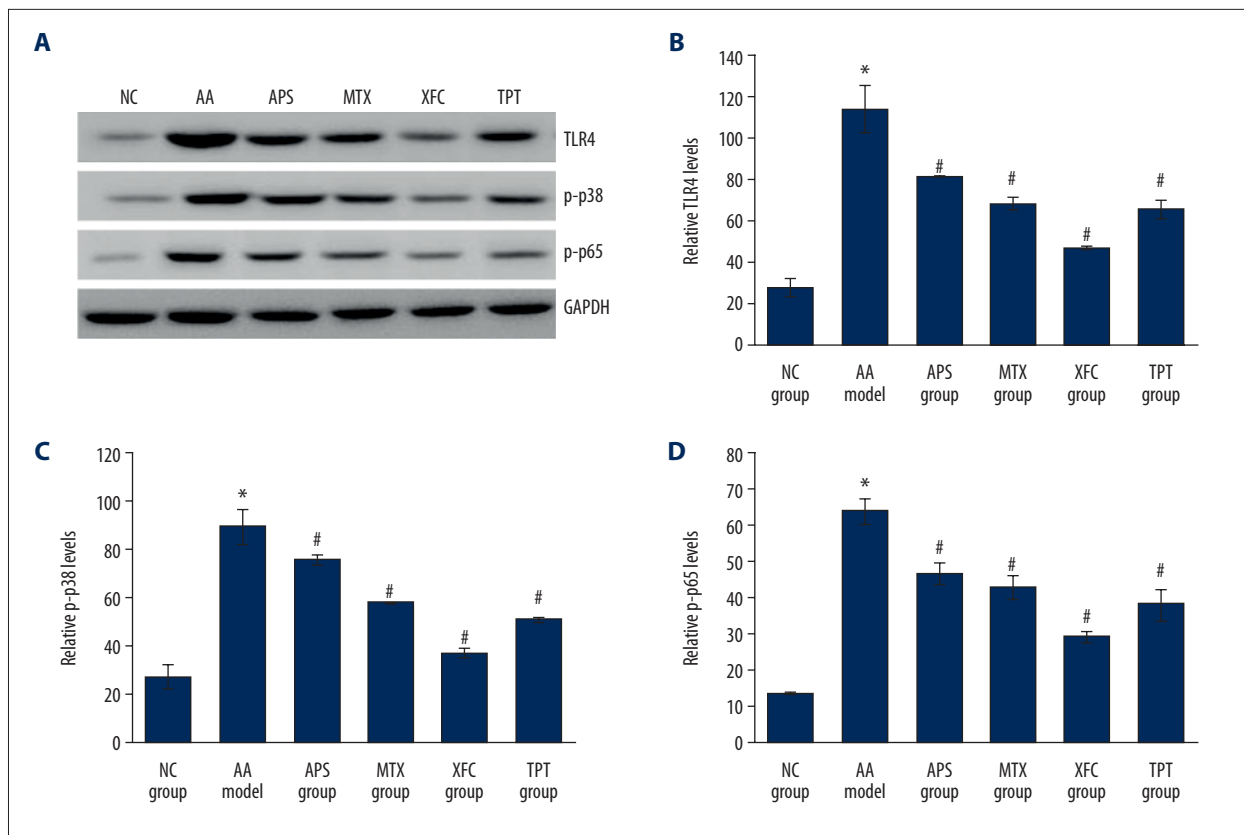 A
NC AA APS MTX XFC TPT
TLR4
p-p38
p-p65
GAPDH
B
Relative TLR4 levels
140
120
100
80
60
40
20
0
*
#
#
#
#
NC group
AA model
APS group
MTX group
XFC group
TPT group
C
Relative p-p38 levels
120
100
80
60
40
20
0
*
#
#
#
#
NC group
AA model
APS group
MTX group
XFC group
TPT group
D
Relative p-p65 levels
80
70
60
50
40
30
20
10
0
*
#
#
#
#
NC group
AA model
APS group
MTX group
XFC group
TPT group